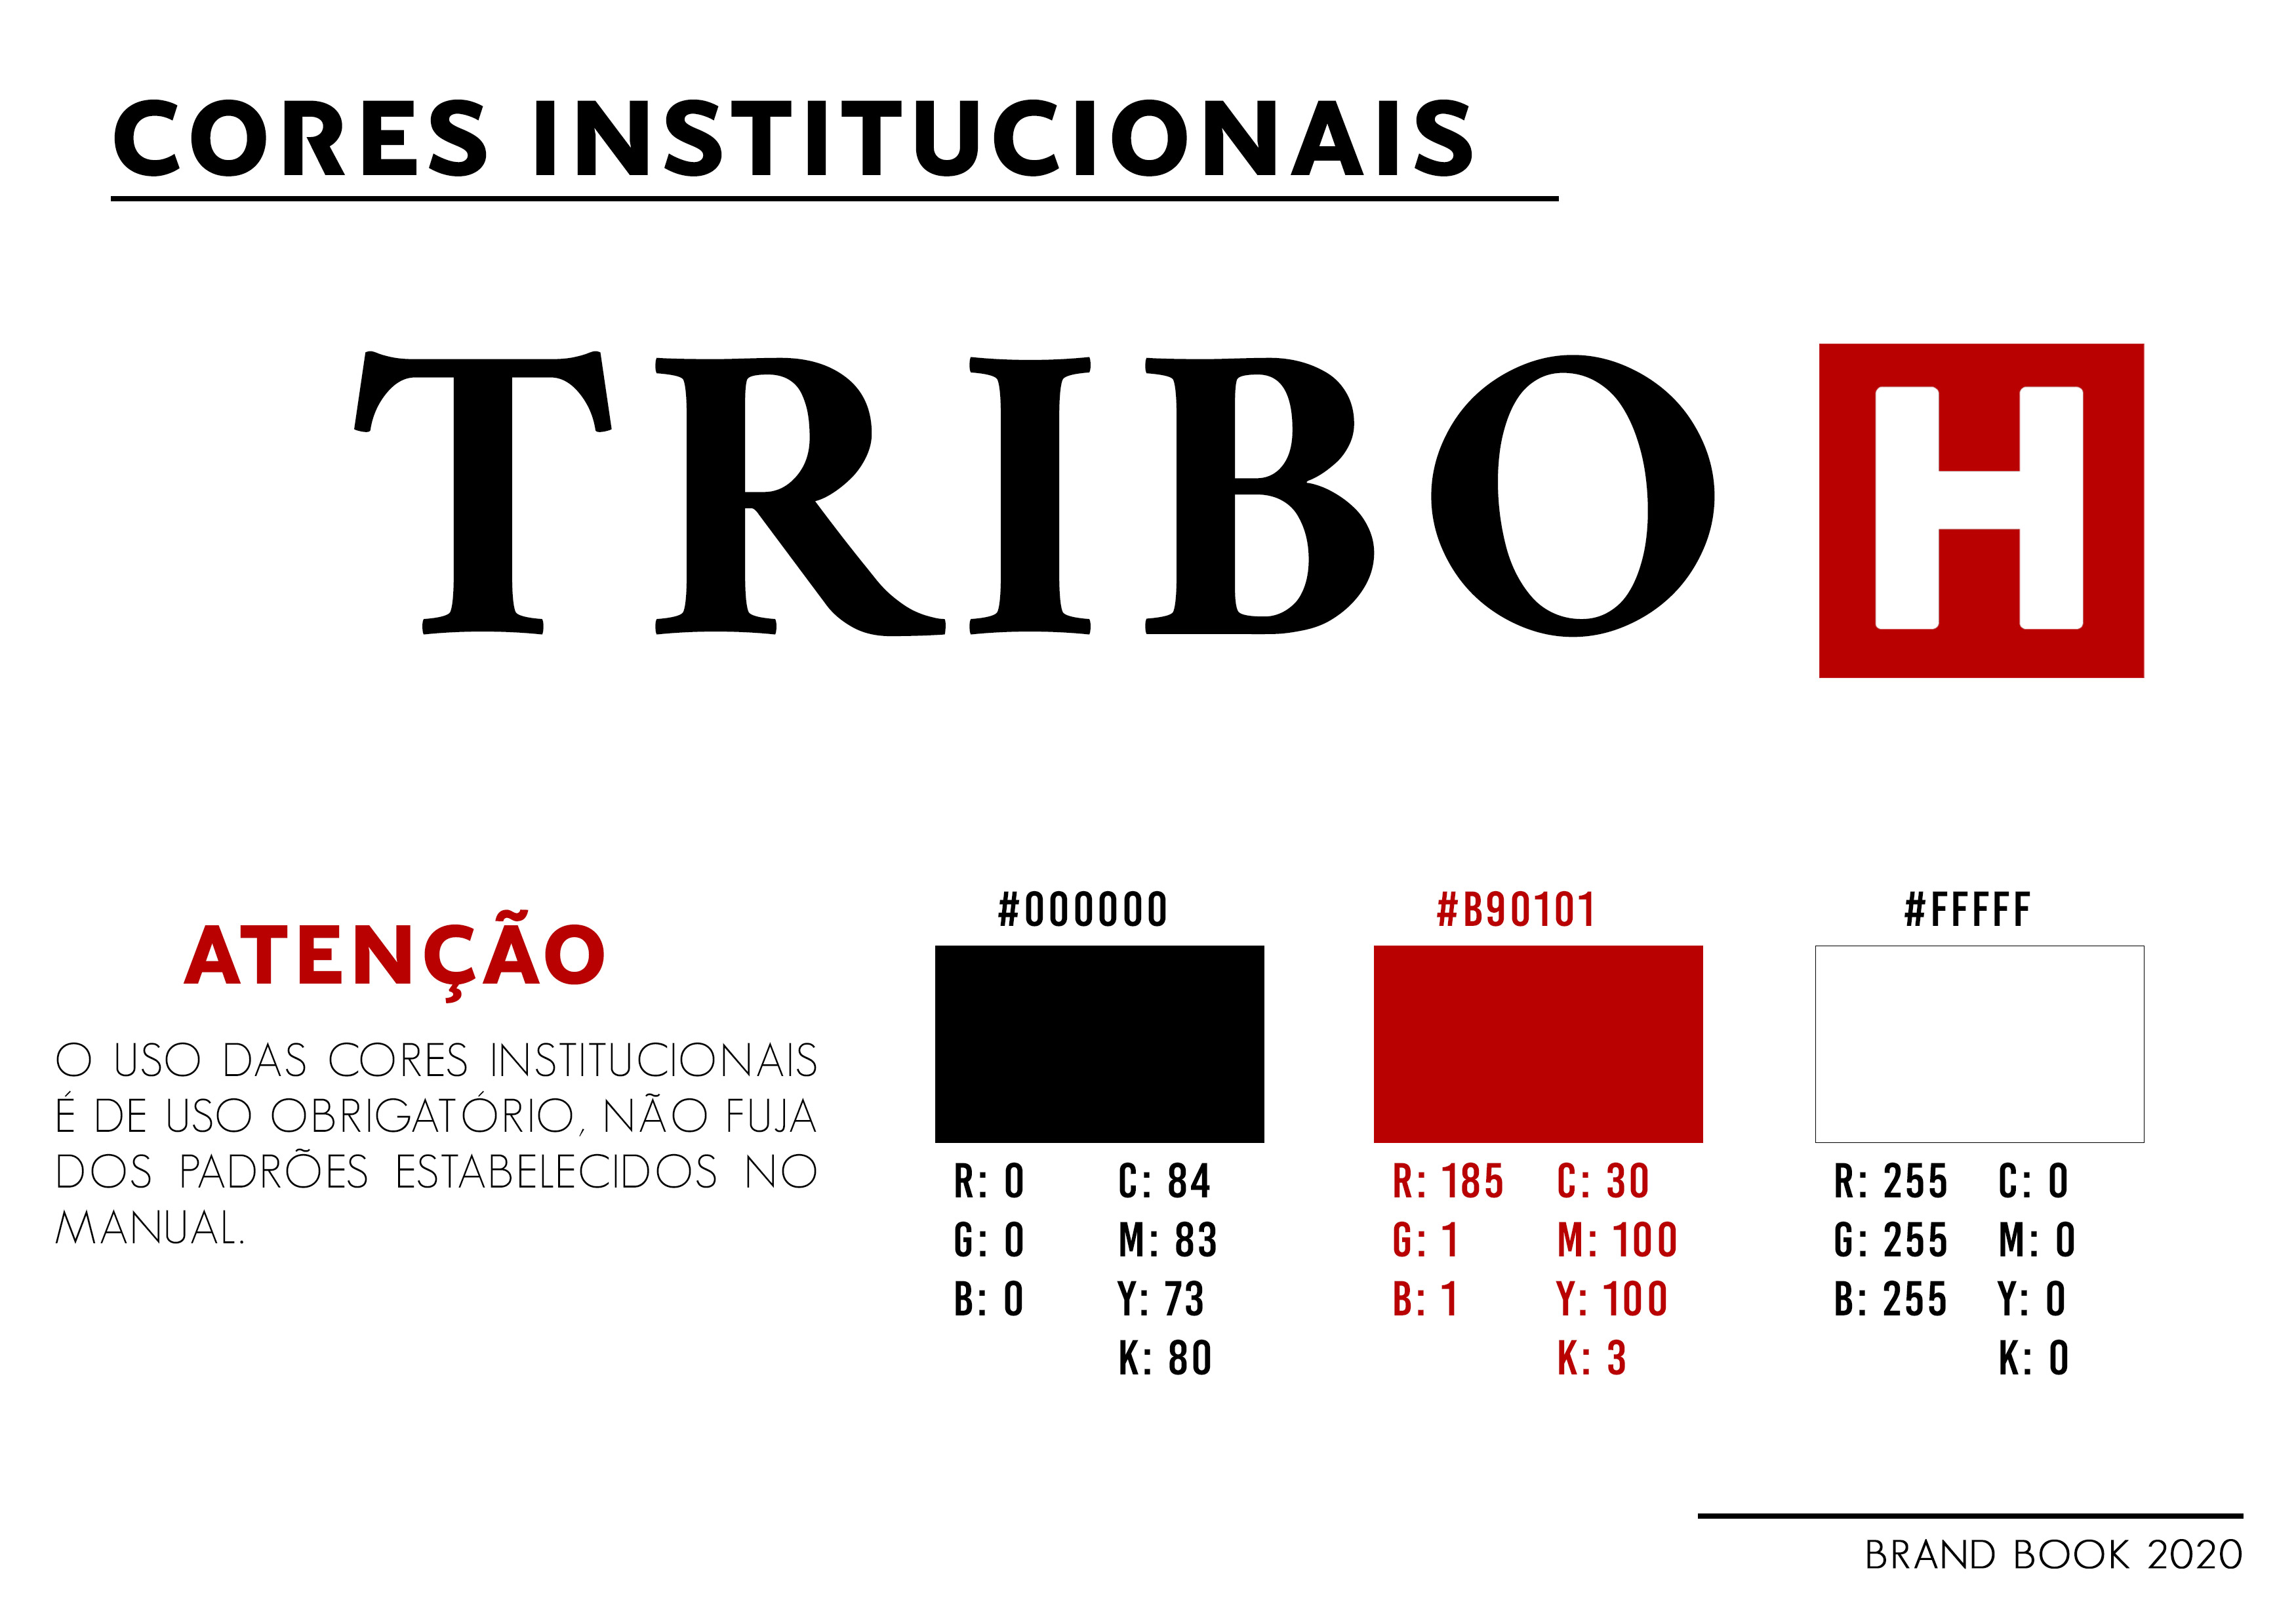 CORES INSTITUCIONAIS
TRIBO H
ATENÇÃO
O USO DAS CORES INSTITUCIONAIS
É DE USO OBRIGATÓRIO, NÃO FUJA
DOS PADRÕES ESTABELECIDOS NO
MANUAL.
#000000
R: 0 C: 84
G: 0 M: 83
B: 0 Y: 73
K: 80
#B90101
R: 185 C: 30
G: 1 M: 100
B: 1 Y: 100
K: 3
#FFFFF
R: 255 C: 0
G: 255 M: 0
B: 255 Y: 0
K: 0
BRAND BOOK 2020